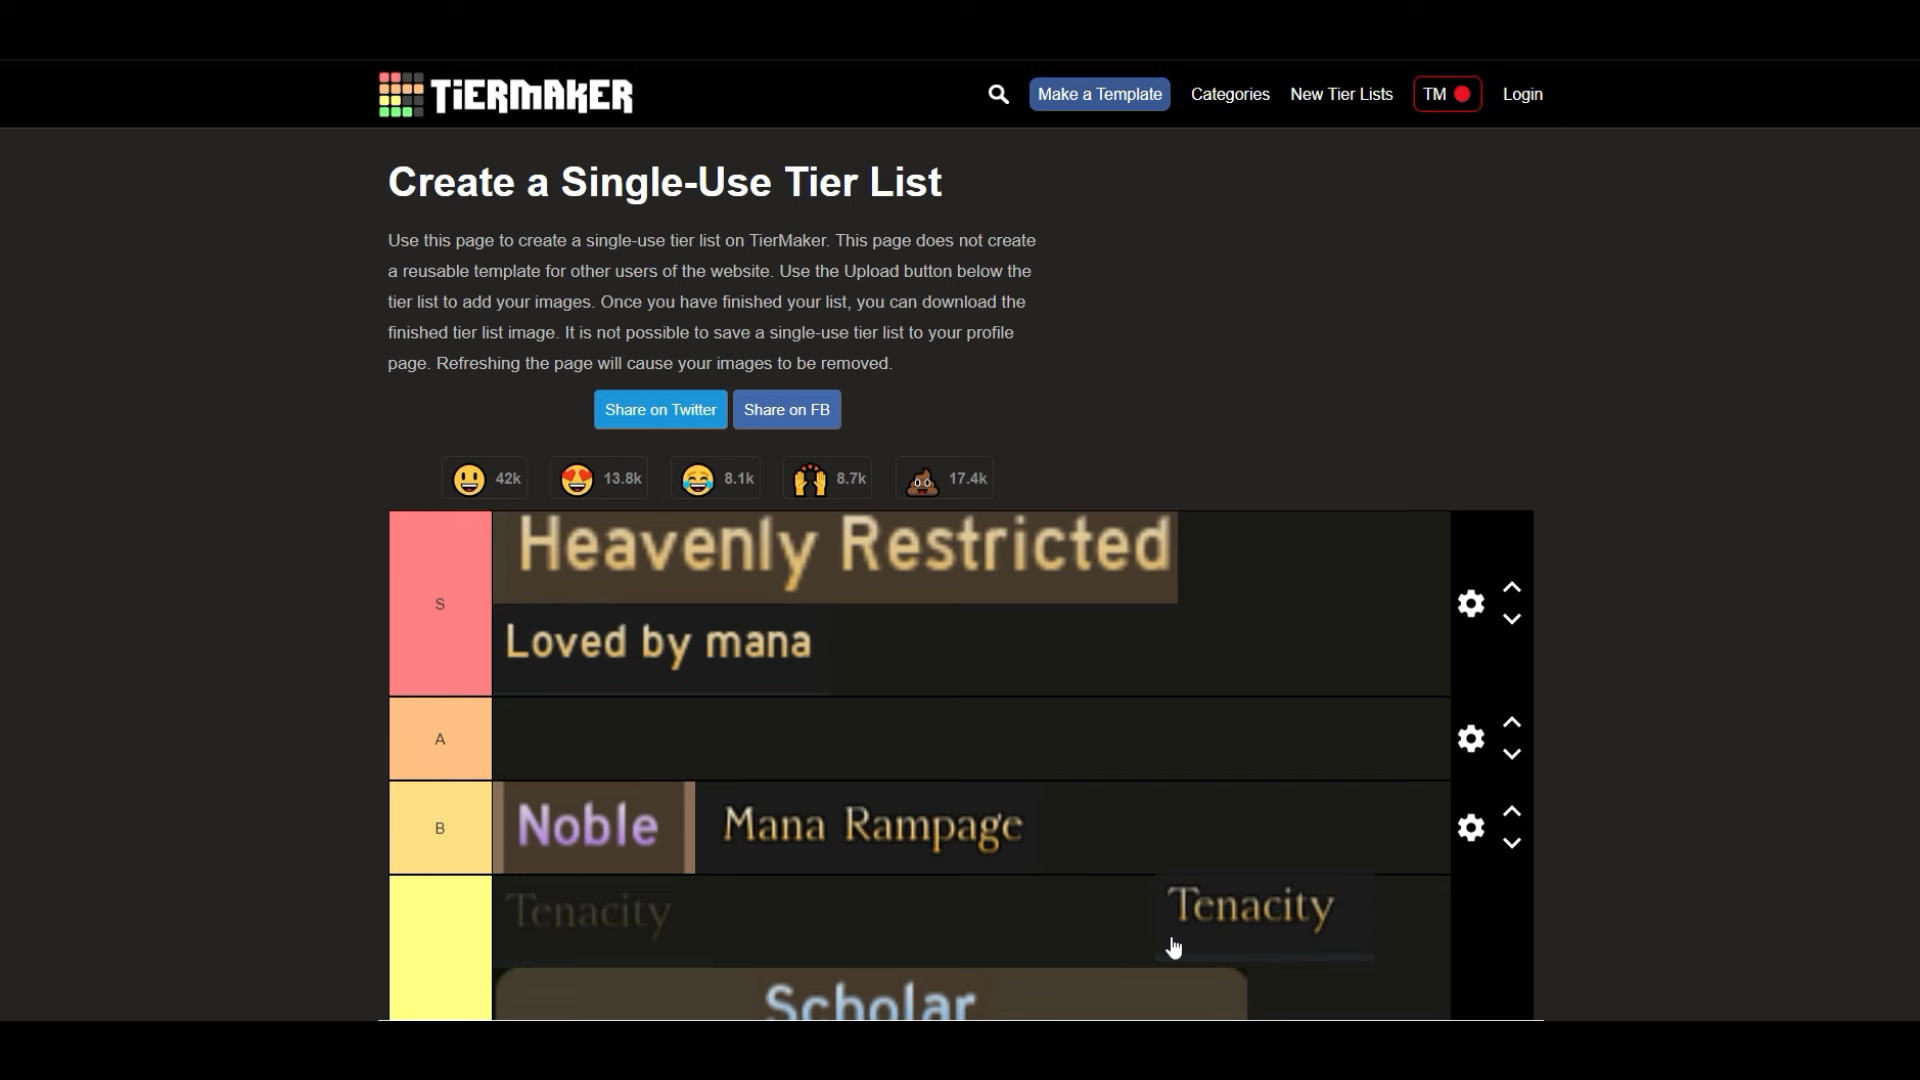 TiERMAKER
Make a Template
Categories
New Tier Lists
TM
Login
Create a Single-Use Tier List
Use this page to create a single-use tier list on TierMaker. This page does not create
a reusable template for other users of the website. Use the Upload button below the
tier list to add your images. Once you have finished your list, you can download the
finished tier list image. It is not possible to save a single-use tier list to your profile
page. Refreshing the page will cause your images to be removed.
Share on Twitter
Share on FB
42k
13.8k
8.1k
8.7k
17.4k
S
Heavenly Restricted
Loved by mana
A
B
Noble
Mana Rampage
Tenacity
Tenacity
Scholar